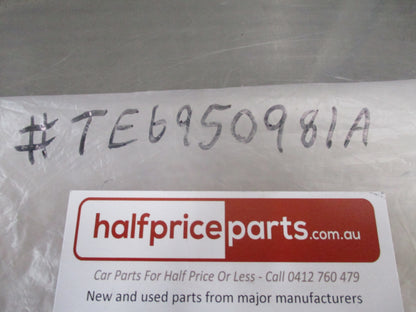 #TE6950981A
halfpriceparts.com.au
Car Parts For Half Price Or Less - Call 0412 760 479
New and used parts from major manufacturers